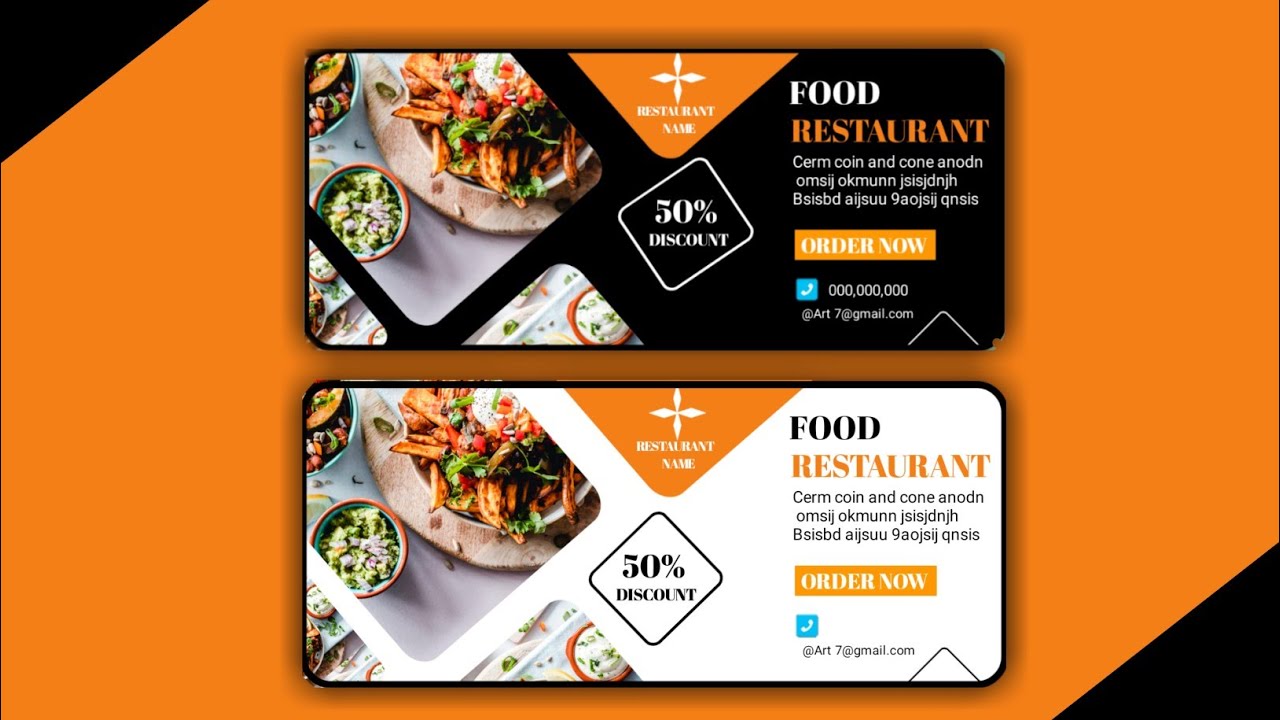 RESTAURANT
NAME
50%
DISCOUNT
FOOD
RESTAURANT
Cerm coin and cone anodn
omsij okmunn jsisjdnjh
Bsisbd aijsuu 9aojsij qnsis
ORDER NOW
000,000,000
@Art 7@gmail.com
RESTAURANT
NAME
50%
DISCOUNT
FOOD
RESTAURANT
Cerm coin and cone anodn
omsij okmunn jsisjdnjh
Bsisbd aijsuu 9aojsij qnsis
ORDER NOW
@Art 7@gmail.com